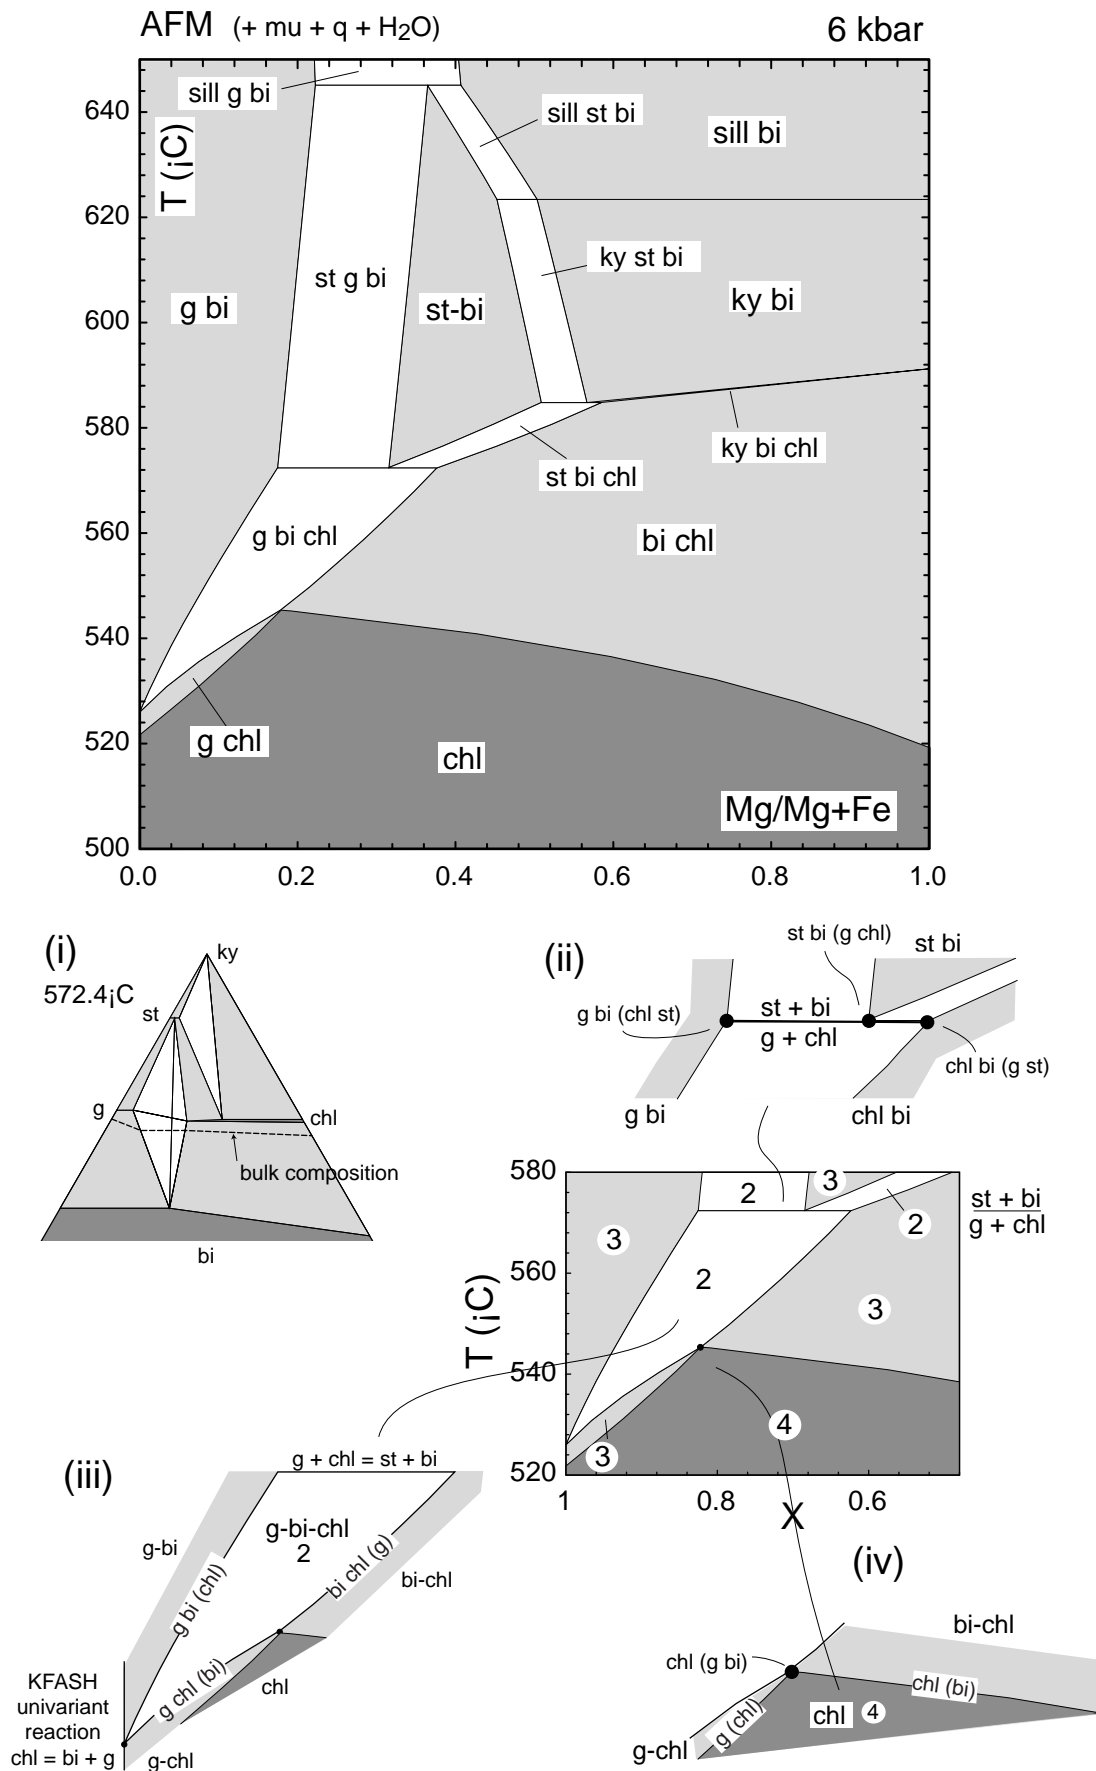 AFM (+ mu + q + H2O)
6 kbar
T (¡C)
640
620
600
580
560
540
520
500
sill g bi
sill st bi
sill bi
ky st bi
st g bi
g bi
st-bi
ky bi
ky bi chl
st bi chl
g bi chl
bi chl
g chl
chl
Mg/Mg+Fe
0.0
0.2
0.4
0.6
0.8
1.0
(i)
572.4¡C
ky
st
g
chl
bulk composition
bi
(ii)
st bi (g chl)
st bi
g bi (chl st)
st + bi
g + chl
chl bi (g st)
g bi
chl bi
T (¡C)
580
560
540
520
2
3
3
2
2
3
4
3
st + bi
g + chl
1
0.8
0.6
X
(iii)
g + chl = st + bi
g-bi
g-bi-chl
2
g bi (chl)
bi chl (g)
bi-chl
g chl (bi)
chl
KFASH
univariant
reaction
chl = bi + g
g-chl
(iv)
bi-chl
chl (g bi)
chl (bi)
g (chl)
chl 4
g-chl